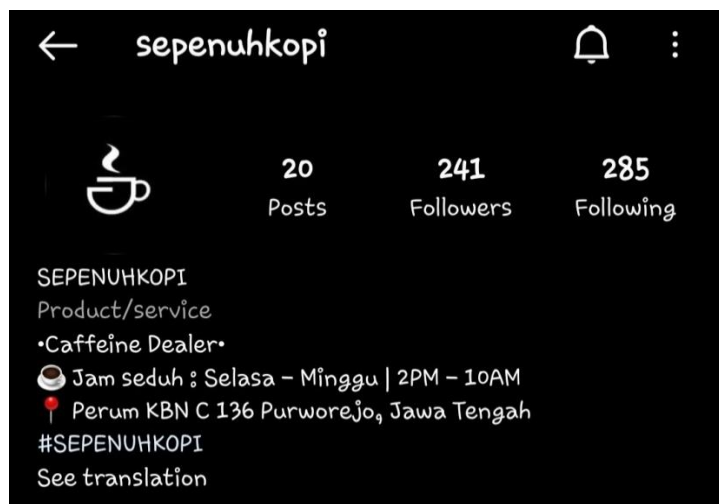 sepenuhkopi
20 241 285
Posts Followers Following
SEPENUHKOPI
Product/service
•Caffeine Dealer•
Jam seduh : Selasa – Minggu | 2PM – 10AM
Perum KBN C 136 Purworejo, Jawa Tengah
#SEPENUHKOPI
See translation